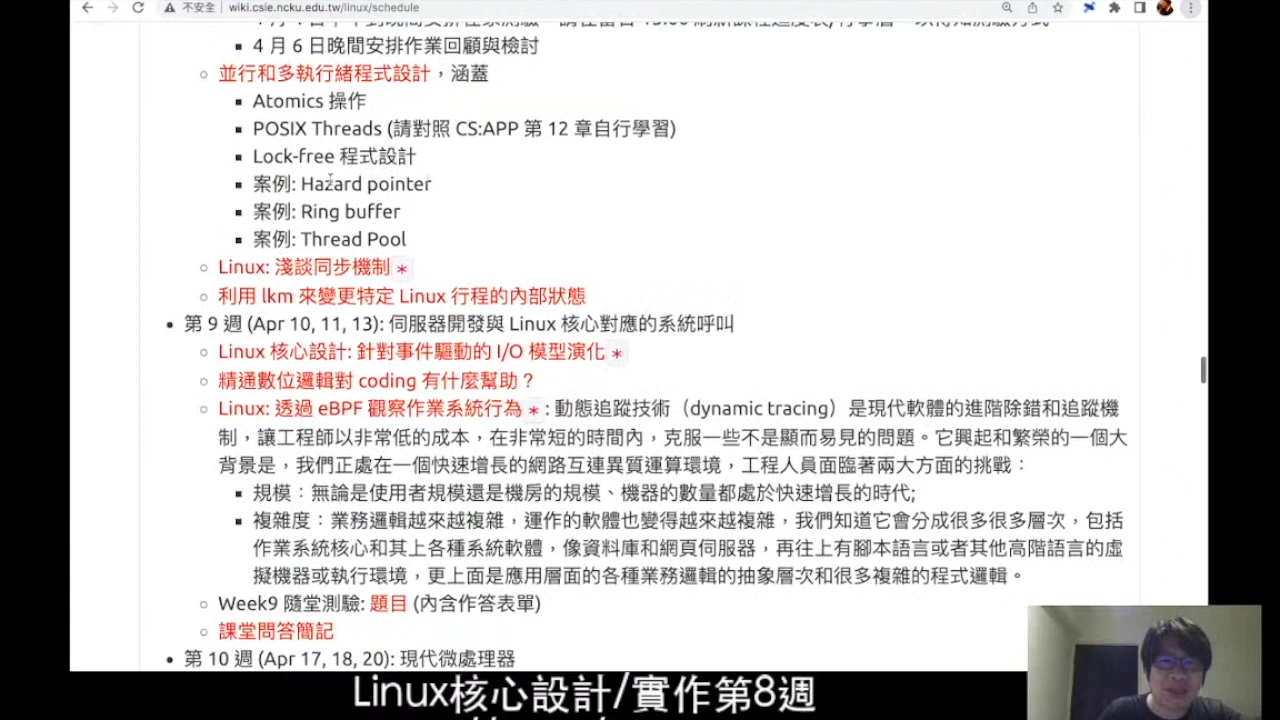 不安全 wiki.csie.ncku.edu.tw/linux/schedule
4 月 6 日晚間安排作業回顧與檢討
並行和多執行緒程式設計，涵蓋
Atomics 操作
POSIX Threads (請對照 CS:APP 第 12 章自行學習)
Lock-free 程式設計
案例: Hazard pointer
案例: Ring buffer
案例: Thread Pool
Linux: 淺談同步機制 *
利用 lkm 來變更特定 Linux 行程的內部狀態
第 9 週 (Apr 10, 11, 13): 伺服器開發與 Linux 核心對應的系統呼叫
Linux 核心設計: 針對事件驅動的 I/O 模型演化 *
精通數位邏輯對 coding 有什麼幫助？
Linux: 透過 eBPF 觀察作業系統行為 * : 動態追蹤技術（dynamic tracing）是現代軟體的進階除錯和追蹤機
制，讓工程師以非常低的成本，在非常短的時間內，克服一些不是顯而易見的問題。它興起和繁榮的一個大
背景是，我們正處在一個快速增長的網路互連異質運算環境，工程人員面臨著兩大方面的挑戰：
規模：無論是使用者規模還是機房的規模、機器的數量都處於快速增長的時代;
複雜度：業務邏輯越來越複雜，運作的軟體也變得越來越複雜，我們知道它會分成很多很多層次，包括
作業系統核心和其上各種系統軟體，像資料庫和網頁伺服器，再往上有腳本語言或者其他高階語言的虛
擬機器或執行環境，更上面是應用層面的各種業務邏輯的抽象層次和很多複雜的程式邏輯。
Week9 隨堂測驗: 題目 (內含作答表單)
課堂問答簡記
第 10 週 (Apr 17, 18, 20): 現代微處理器
Linux核心設計/實作第8週